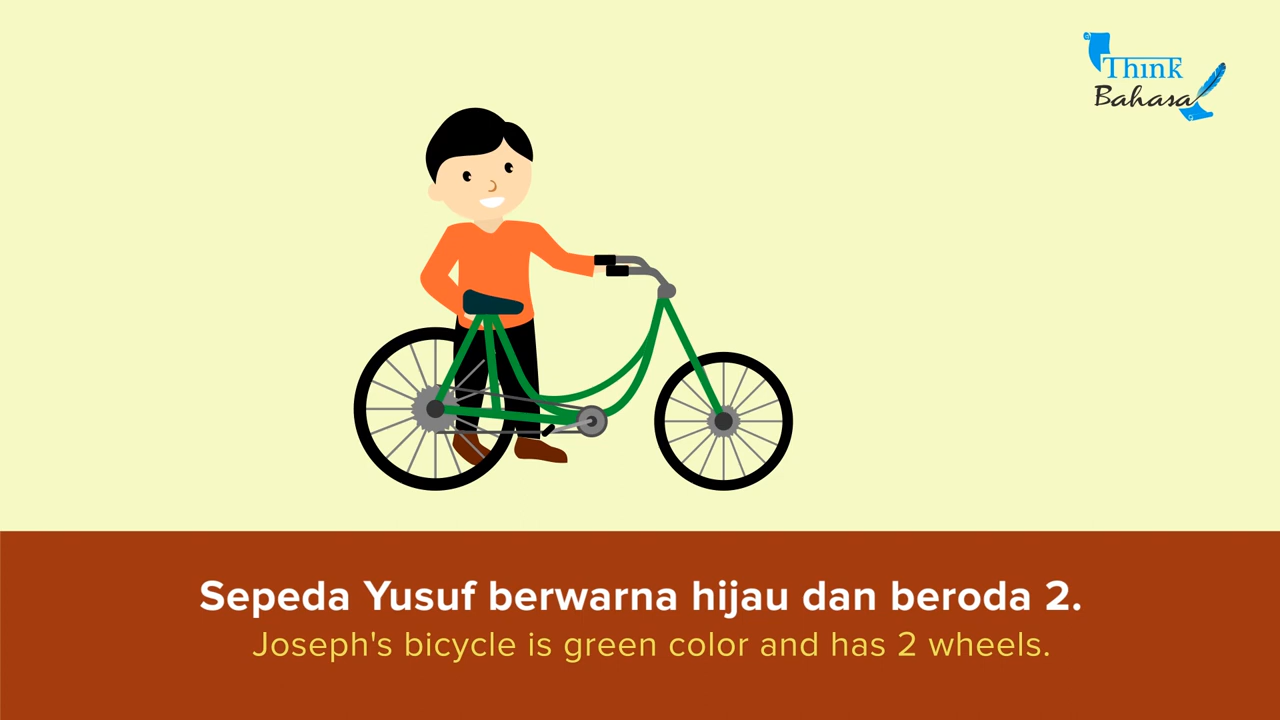 Think
Bahasa
Sepeda Yusuf berwarna hijau dan beroda 2.
Joseph's bicycle is green color and has 2 wheels.